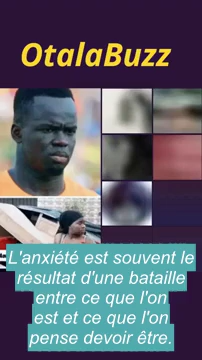 OtalaBuzz
L'anxiété est souvent le
résultat d'une bataille
entre ce que l'on
est et ce que l'on
pense devoir être.